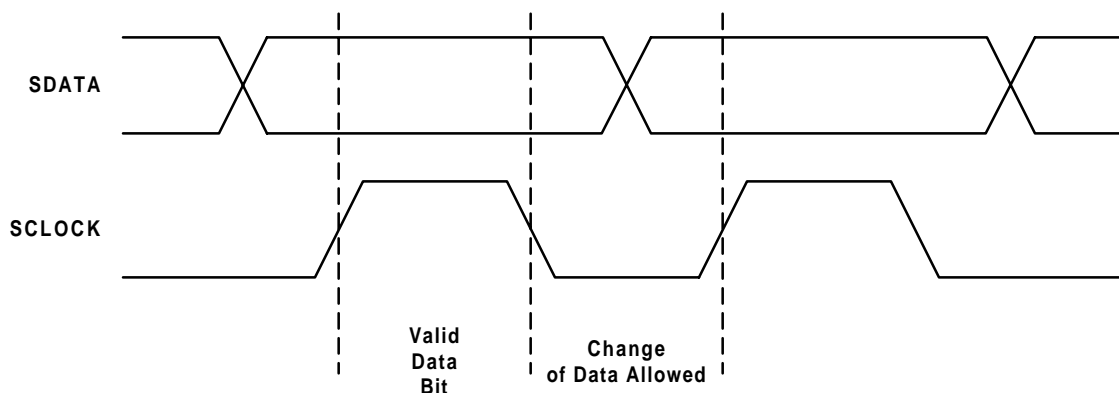 SDATA
SCLOCK
Valid
Data
Bit
Change
of Data Allowed